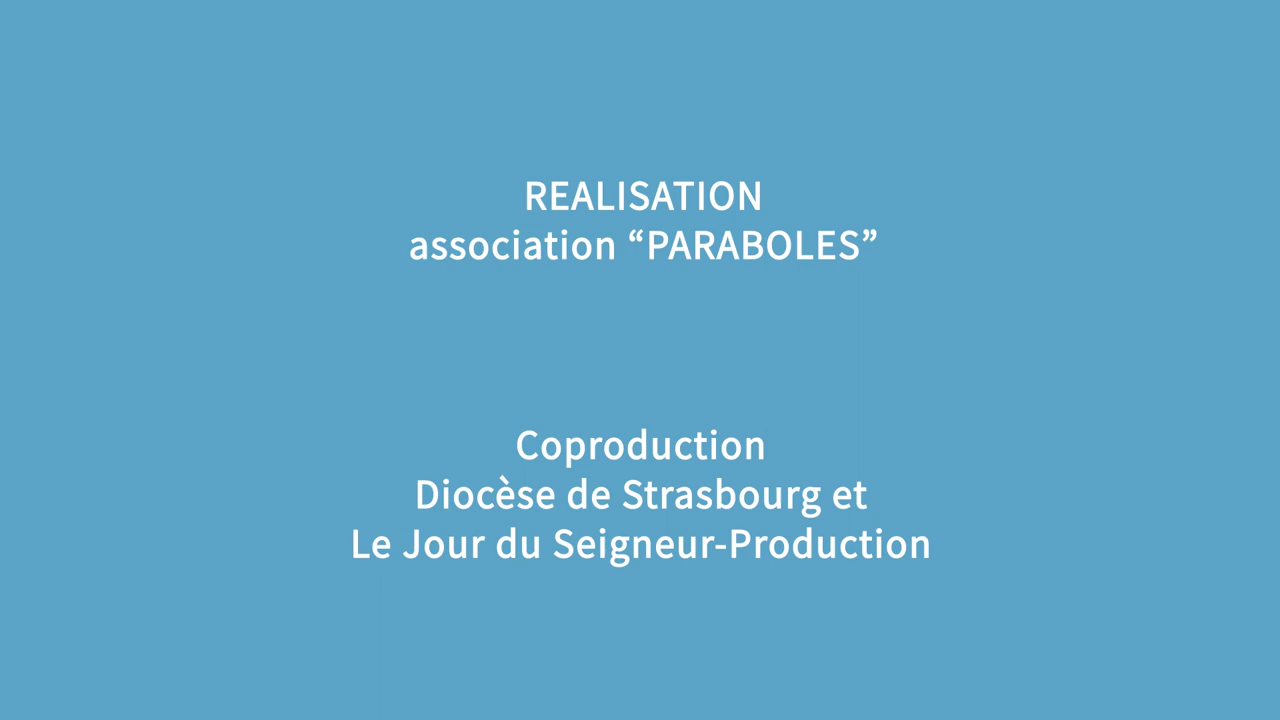 REALISATION
association “PARABOLES”
Coproduction
Diocèse de Strasbourg et
Le Jour du Seigneur-Production